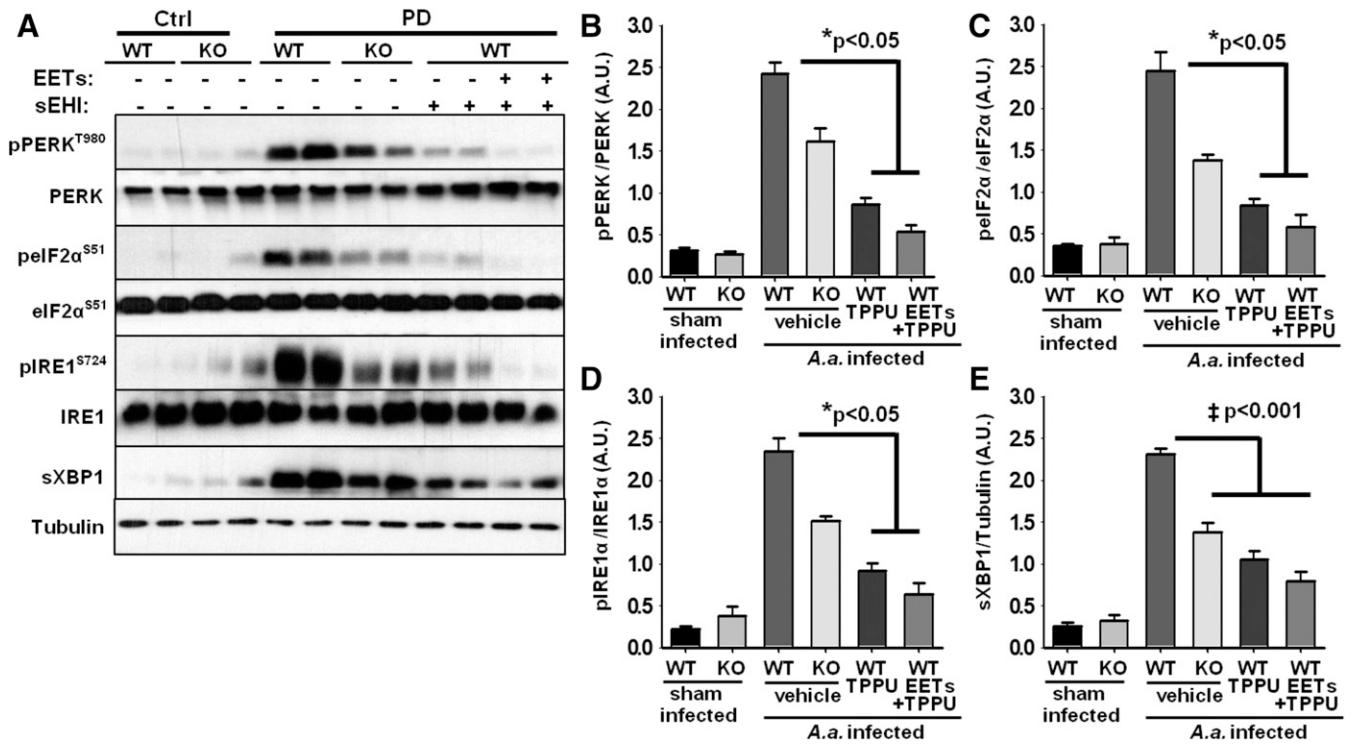 A
Ctrl PD
WT KO WT KO WT
EETs: - - - - - - - - - - + +
sEHI: - - - - - - - - + + + +
pPERKT980
PERK
peIF2αS51
eIF2αS51
pIRE1S724
IRE1
sXBP1
Tubulin
B
*p<0.05
pPERK/PERK (A.U.)
3.0
2.5
2.0
1.5
1.0
0.5
0.0
WT KO WT KO WT WT
TPPU EETs
+TPPU
sham
infected
vehicle
A.a. infected
C
*p<0.05
peIF2α/eIF2α (A.U.)
3.0
2.5
2.0
1.5
1.0
0.5
0.0
WT KO WT KO WT WT
TPPU EETs
+TPPU
sham
infected
vehicle
A.a. infected
D
*p<0.05
pIRE1α/IRE1α (A.U.)
3.0
2.5
2.0
1.5
1.0
0.5
0.0
WT KO WT KO WT WT
TPPU EETs
+TPPU
sham
infected
vehicle
A.a. infected
E
‡ p<0.001
sXBP1/Tubulin (A.U.)
3.0
2.5
2.0
1.5
1.0
0.5
0.0
WT KO WT KO WT WT
TPPU EETs
+TPPU
sham
infected
vehicle
A.a. infected